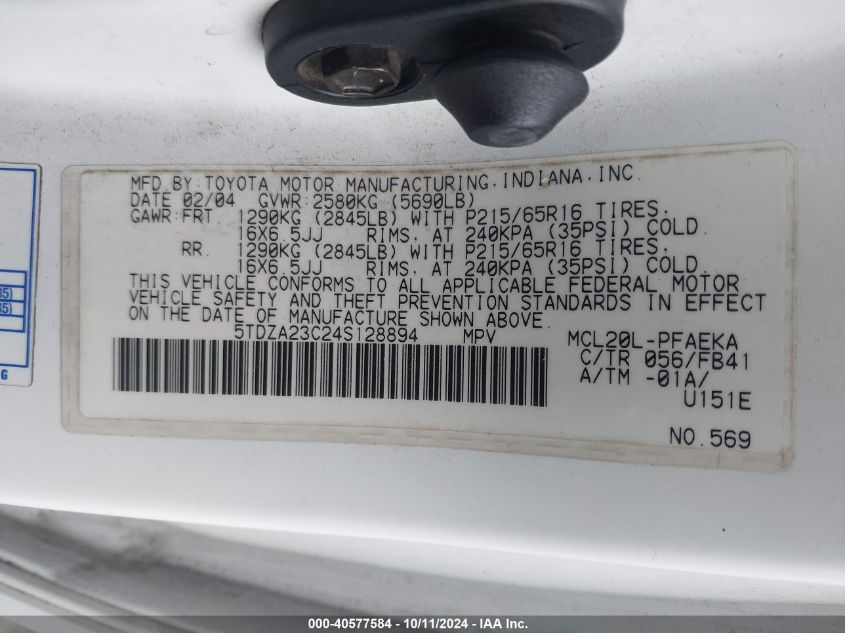 MFD.BY:TOYOTA MOTOR MANUFACTURING,INDIANA,INC.
DATE 02/04 GVWR:2580KG (5690LB)
GAWR:FRT. 1290KG (2845LB) WITH P215/65R16 TIRES,
16X6.5JJ RIMS, AT 240KPA (35PSI) COLD.
RR. 1290KG (2845LB) WITH P215/65R16 TIRES,
16X6.5JJ RIMS, AT 240KPA (35PSI) COLD.
THIS VEHICLE CONFORMS TO ALL APPLICABLE FEDERAL MOTOR
VEHICLE SAFETY AND THEFT PREVENTION STANDARDS IN EFFECT
ON THE DATE OF MANUFACTURE SHOWN ABOVE.
5TDZA23C24S128894 MPV MCL20L-PFAEKA
C/TR 056/FB41
A/TM -01A/
U151E
NO.569
G
000-40577584 - 10/11/2024 - IAA Inc.